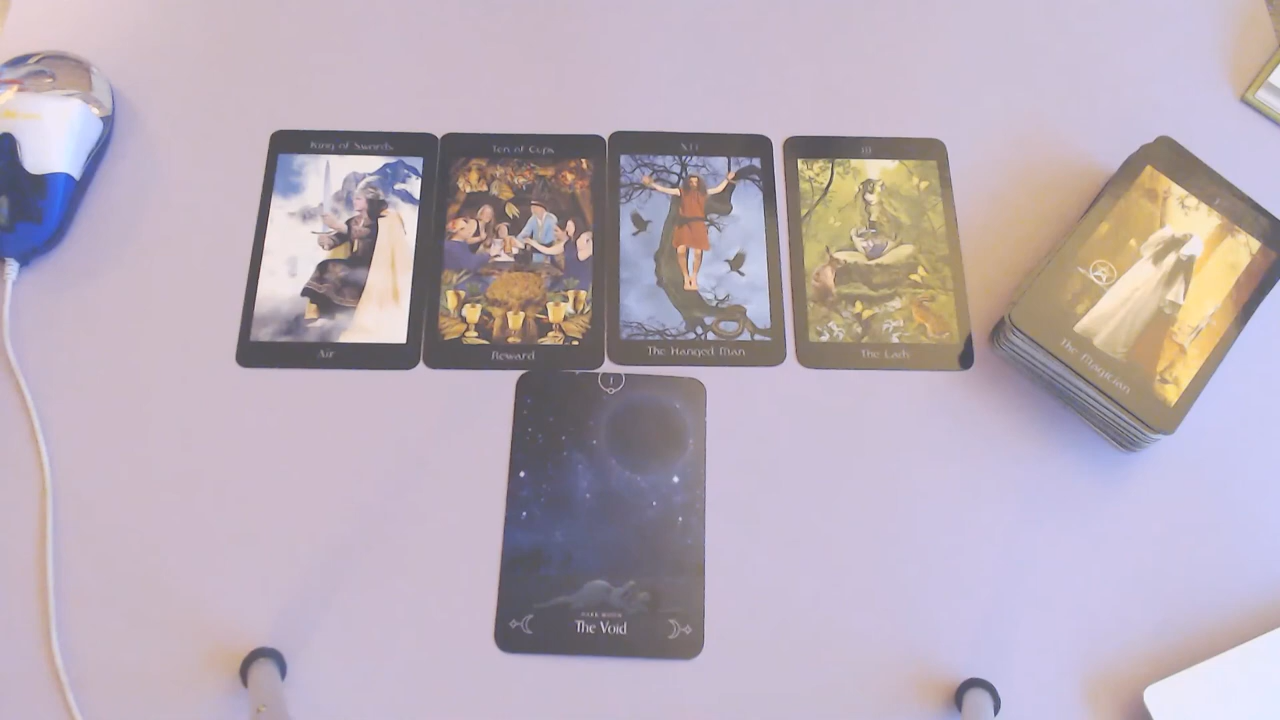 King of Swords
Air
Ten of Cups
Reward
XII
The Hanged Man
III
The Lady
I
The Magician
I
DARK MOON
The Void